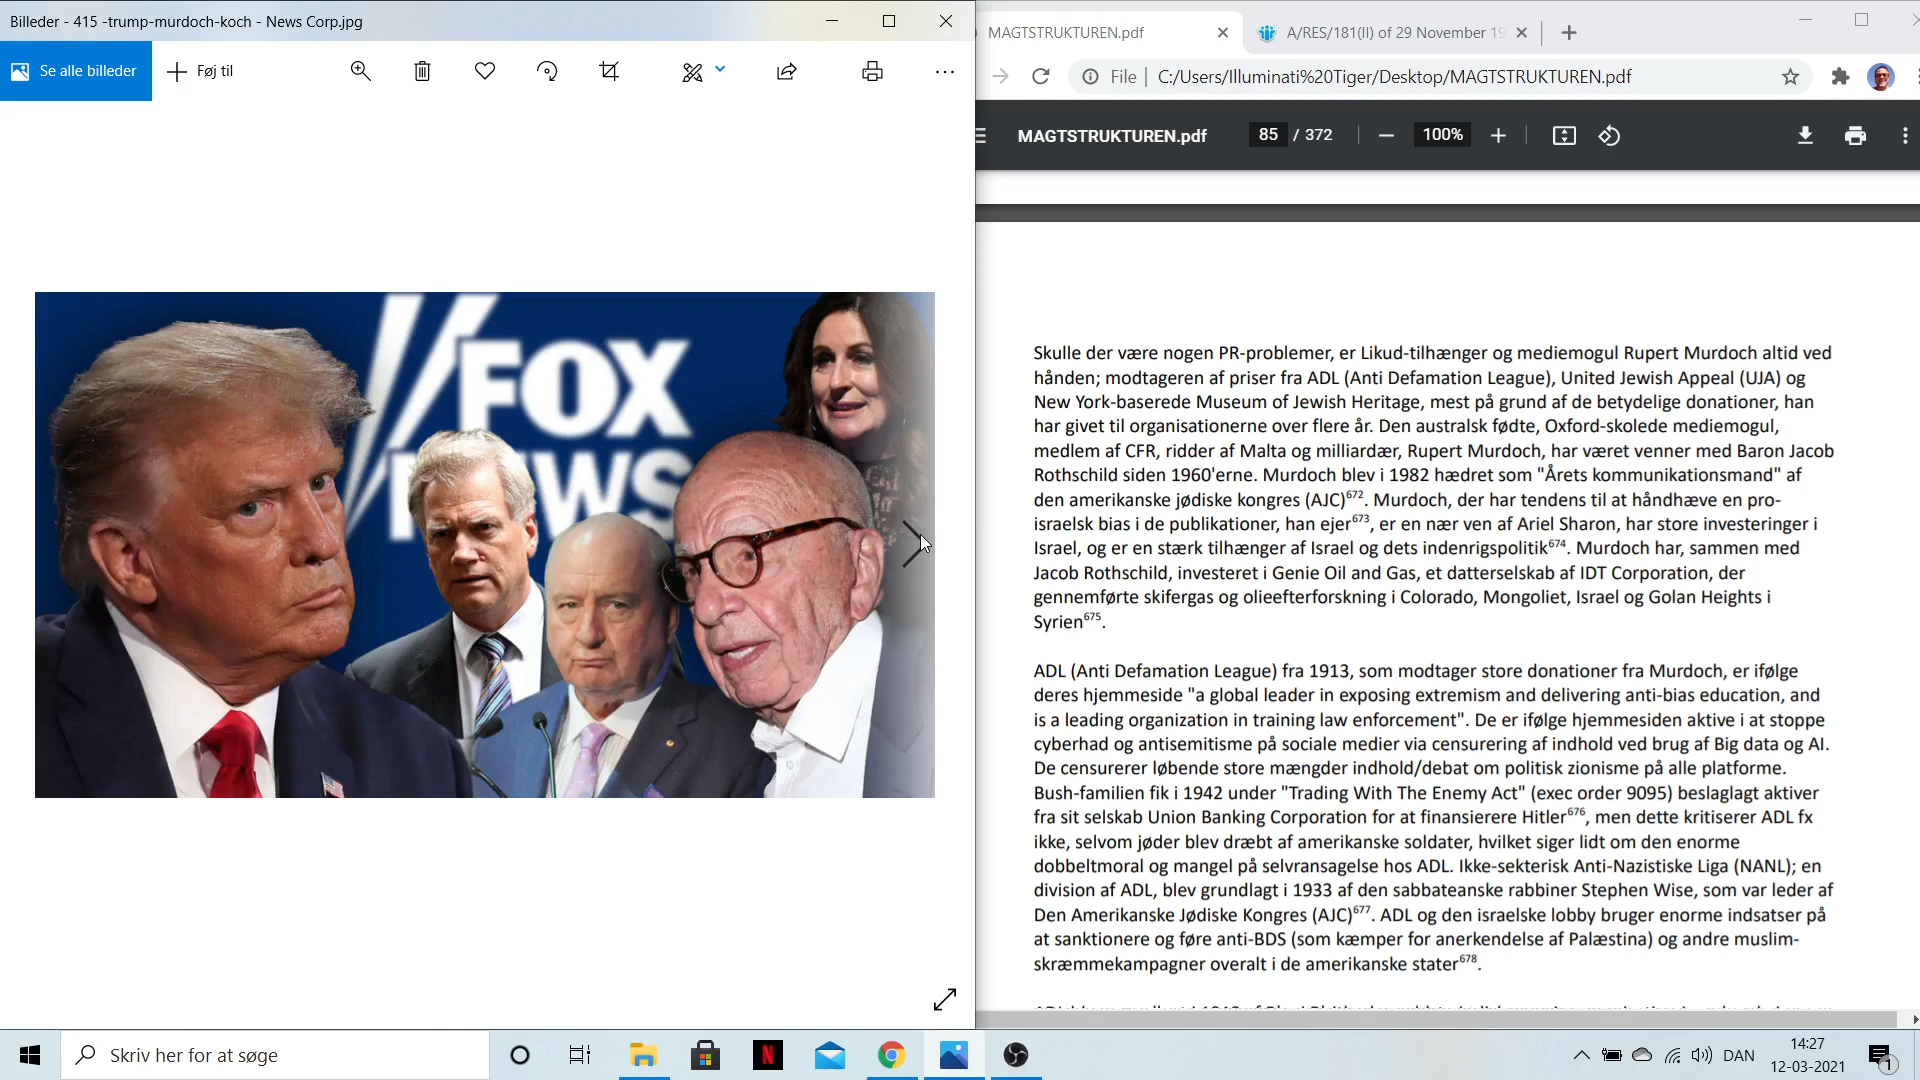 Billeder - 415 -trump-murdoch-koch - News Corp.jpg
Se alle billeder
Føj til
FOX
NEWS
MAGTSTRUKTUREN.pdf
A/RES/181(II) of 29 November 19
File
C:/Users/Illuminati%20Tiger/Desktop/MAGTSTRUKTUREN.pdf
MAGTSTRUKTUREN.pdf
85 / 372
100%
Skulle der være nogen PR-problemer, er Likud-tilhænger og mediemogul Rupert Murdoch altid ved
hånden; modtageren af priser fra ADL (Anti Defamation League), United Jewish Appeal (UJA) og
New York-baserede Museum of Jewish Heritage, mest på grund af de betydelige donationer, han
har givet til organisationerne over flere år. Den australsk fødte, Oxford-skolede mediemogul,
medlem af CFR, ridder af Malta og milliardær, Rupert Murdoch, har været venner med Baron Jacob
Rothschild siden 1960'erne. Murdoch blev i 1982 hædret som "Årets kommunikationsmand" af
den amerikanske jødiske kongres (AJC)⁶⁷². Murdoch, der har tendens til at håndhæve en pro-
israelsk bias i de publikationer, han ejer⁶⁷³, er en nær ven af Ariel Sharon, har store investeringer i
Israel, og er en stærk tilhænger af Israel og dets indenrigspolitik⁶⁷⁴. Murdoch har, sammen med
Jacob Rothschild, investeret i Genie Oil and Gas, et datterselskab af IDT Corporation, der
gennemførte skifergas og olieefterforskning i Colorado, Mongoliet, Israel og Golan Heights i
Syrien⁶⁷⁵.
ADL (Anti Defamation League) fra 1913, som modtager store donationer fra Murdoch, er ifølge
deres hjemmeside "a global leader in exposing extremism and delivering anti-bias education, and
is a leading organization in training law enforcement". De er ifølge hjemmesiden aktive i at stoppe
cyberhad og antisemitisme på sociale medier via censurering af indhold ved brug af Big data og AI.
De censurerer løbende store mængder indhold/debat om politisk zionisme på alle platforme.
Bush-familien fik i 1942 under "Trading With The Enemy Act" (exec order 9095) beslaglagt aktiver
fra sit selskab Union Banking Corporation for at finansierere Hitler⁶⁷⁶, men dette kritiserer ADL fx
ikke, selvom jøder blev dræbt af amerikanske soldater, hvilket siger lidt om den enorme
dobbeltmoral og mangel på selvransagelse hos ADL. Ikke-sekterisk Anti-Nazistiske Liga (NANL); en
division af ADL, blev grundlagt i 1933 af den sabbateanske rabbiner Stephen Wise, som var leder af
Den Amerikanske Jødiske Kongres (AJC)⁶⁷⁷. ADL og den israelske lobby bruger enorme indsatser på
at sanktionere og føre anti-BDS (som kæmper for anerkendelse af Palæstina) og andre muslim-
skræmmekampagner overalt i de amerikanske stater⁶⁷⁸.
Skriv her for at søge
N
DAN
14:27
12-03-2021
1